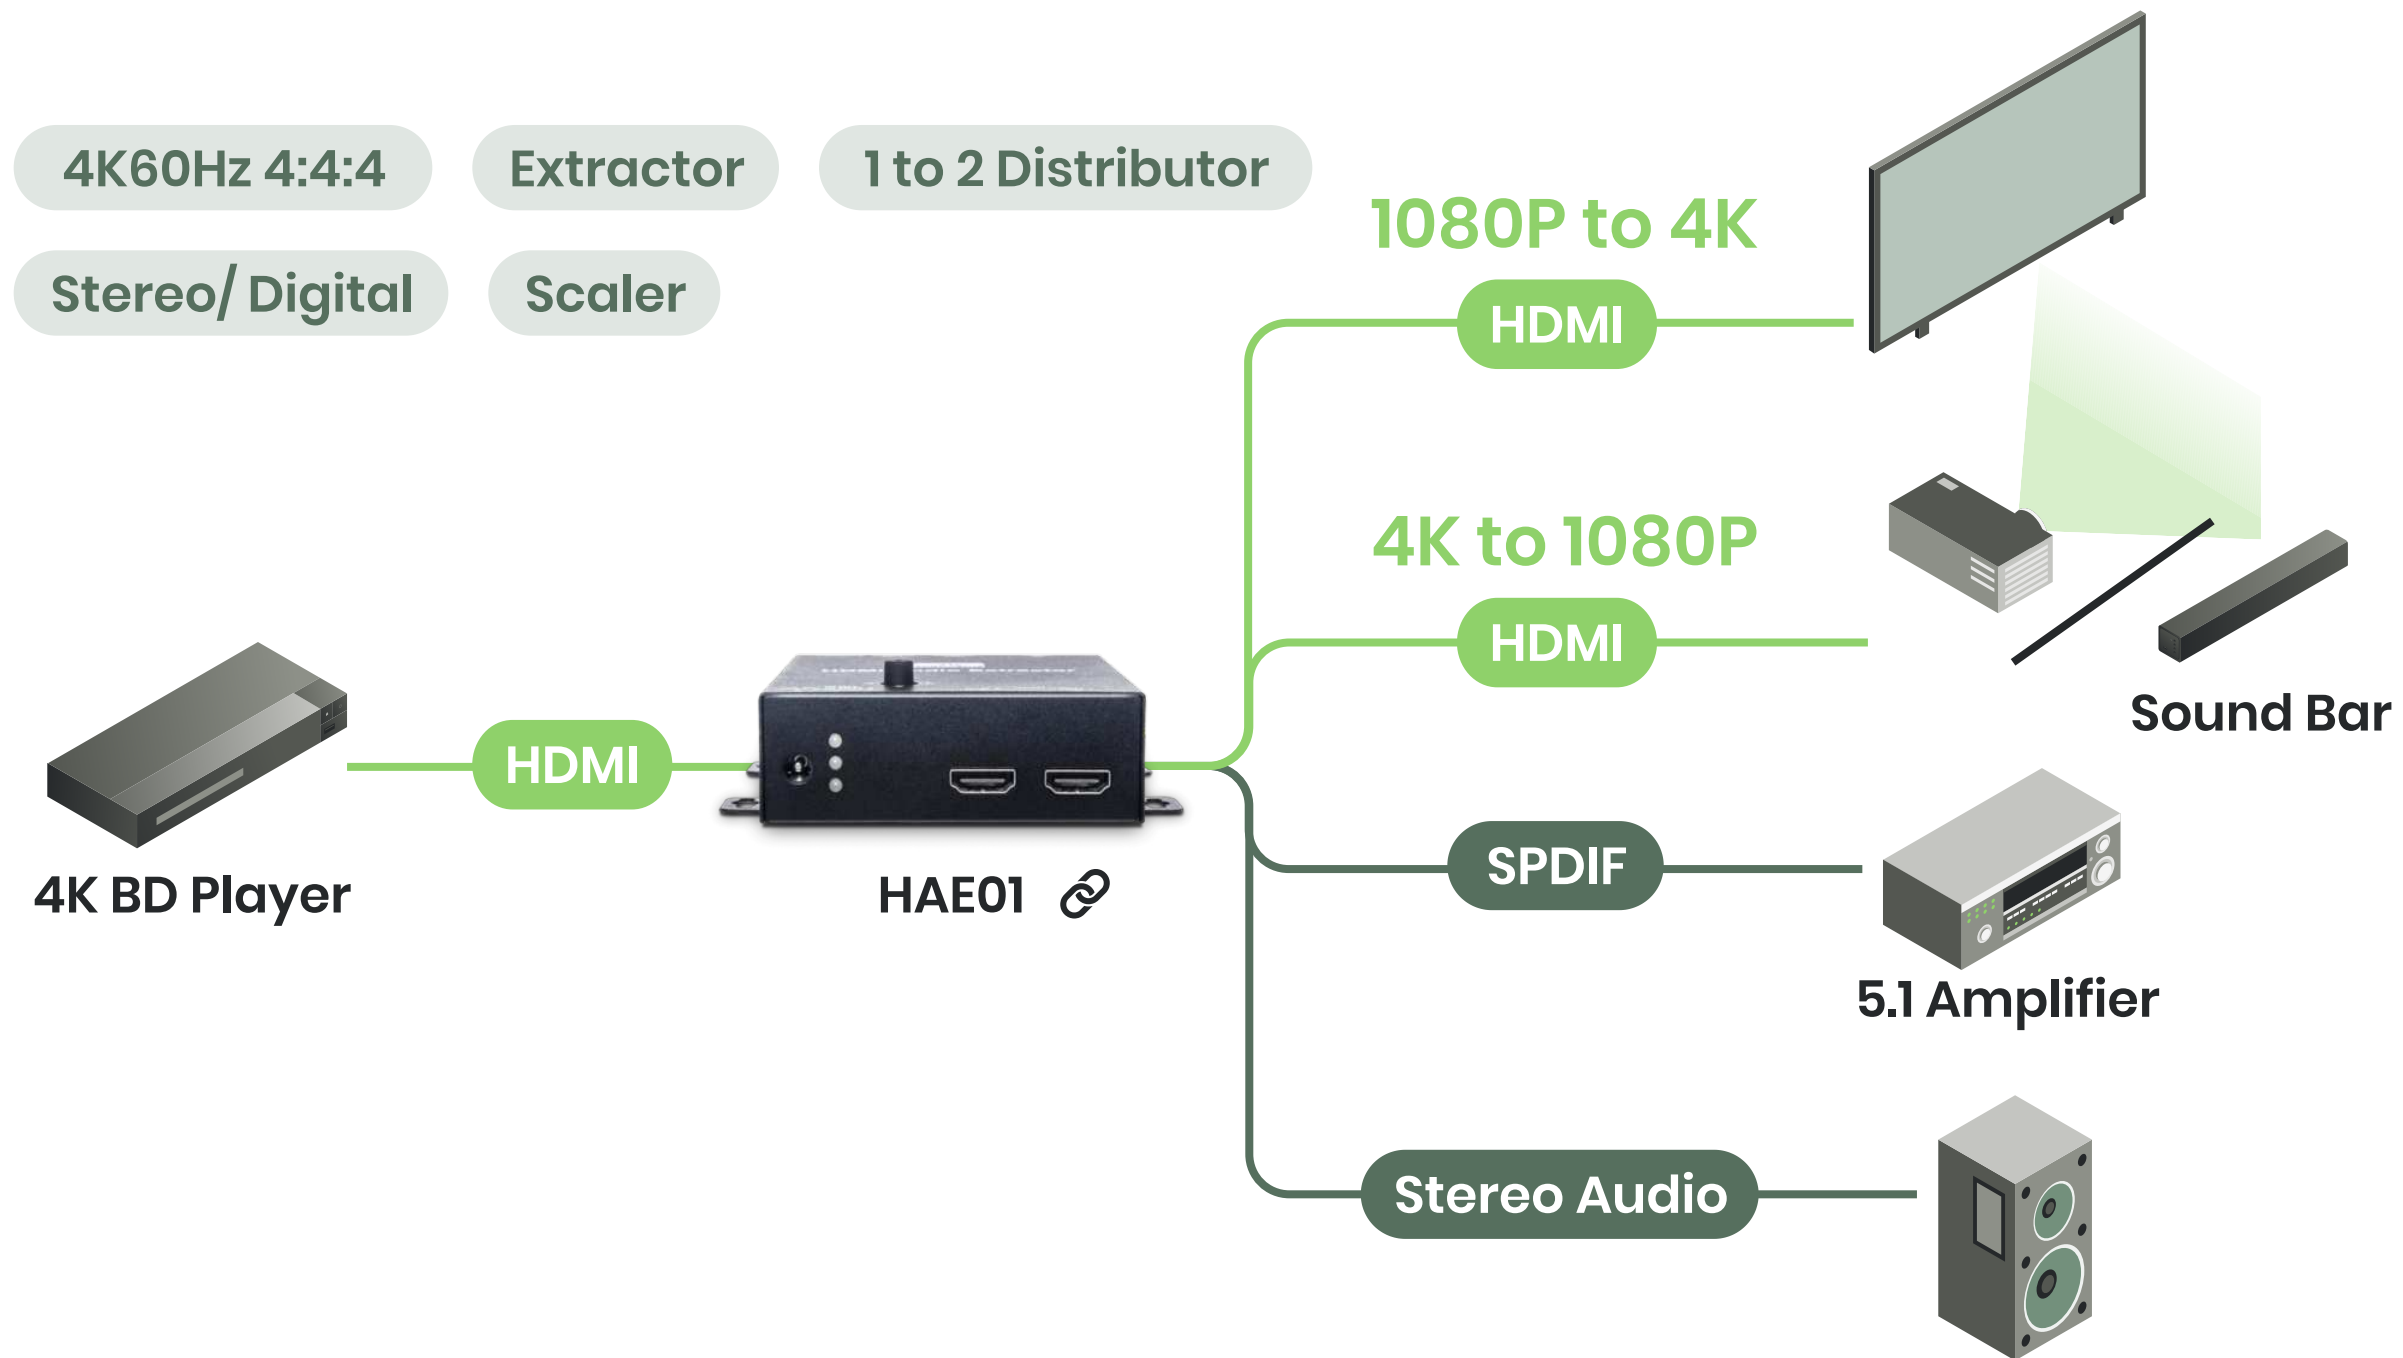 4K60Hz 4:4:4
Extractor
1 to 2 Distributor
Stereo/ Digital
Scaler
1080P to 4K
HDMI
4K to 1080P
HDMI
Sound Bar
HDMI
4K BD Player
HAE01
SPDIF
5.1 Amplifier
Stereo Audio